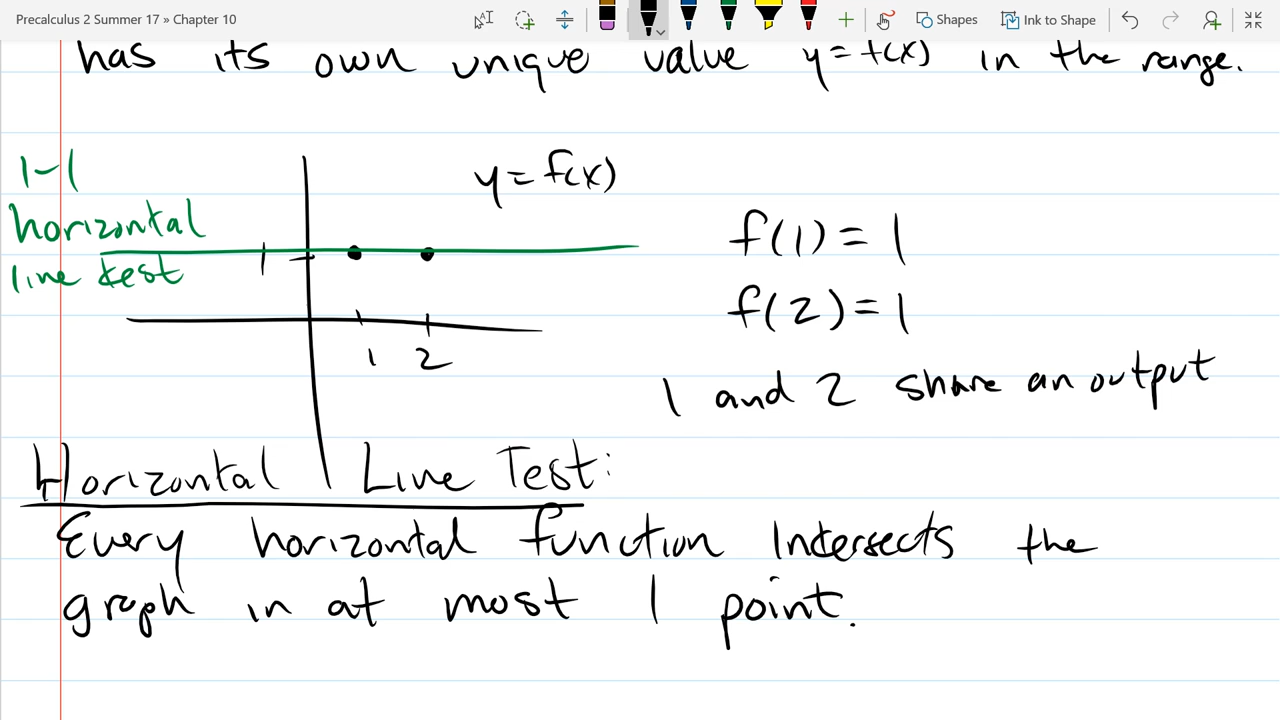 Precalculus 2 Summer 17 » Chapter 10
Shapes
Ink to Shape
has its own unique value y=f(x) in the range.
1-1
horizontal
line test
y=f(x)
1
1 2
f(1)=1
f(2)=1
1 and 2 share an output
Horizontal Line Test:
Every horizontal function Intersects the
graph in at most 1 point.